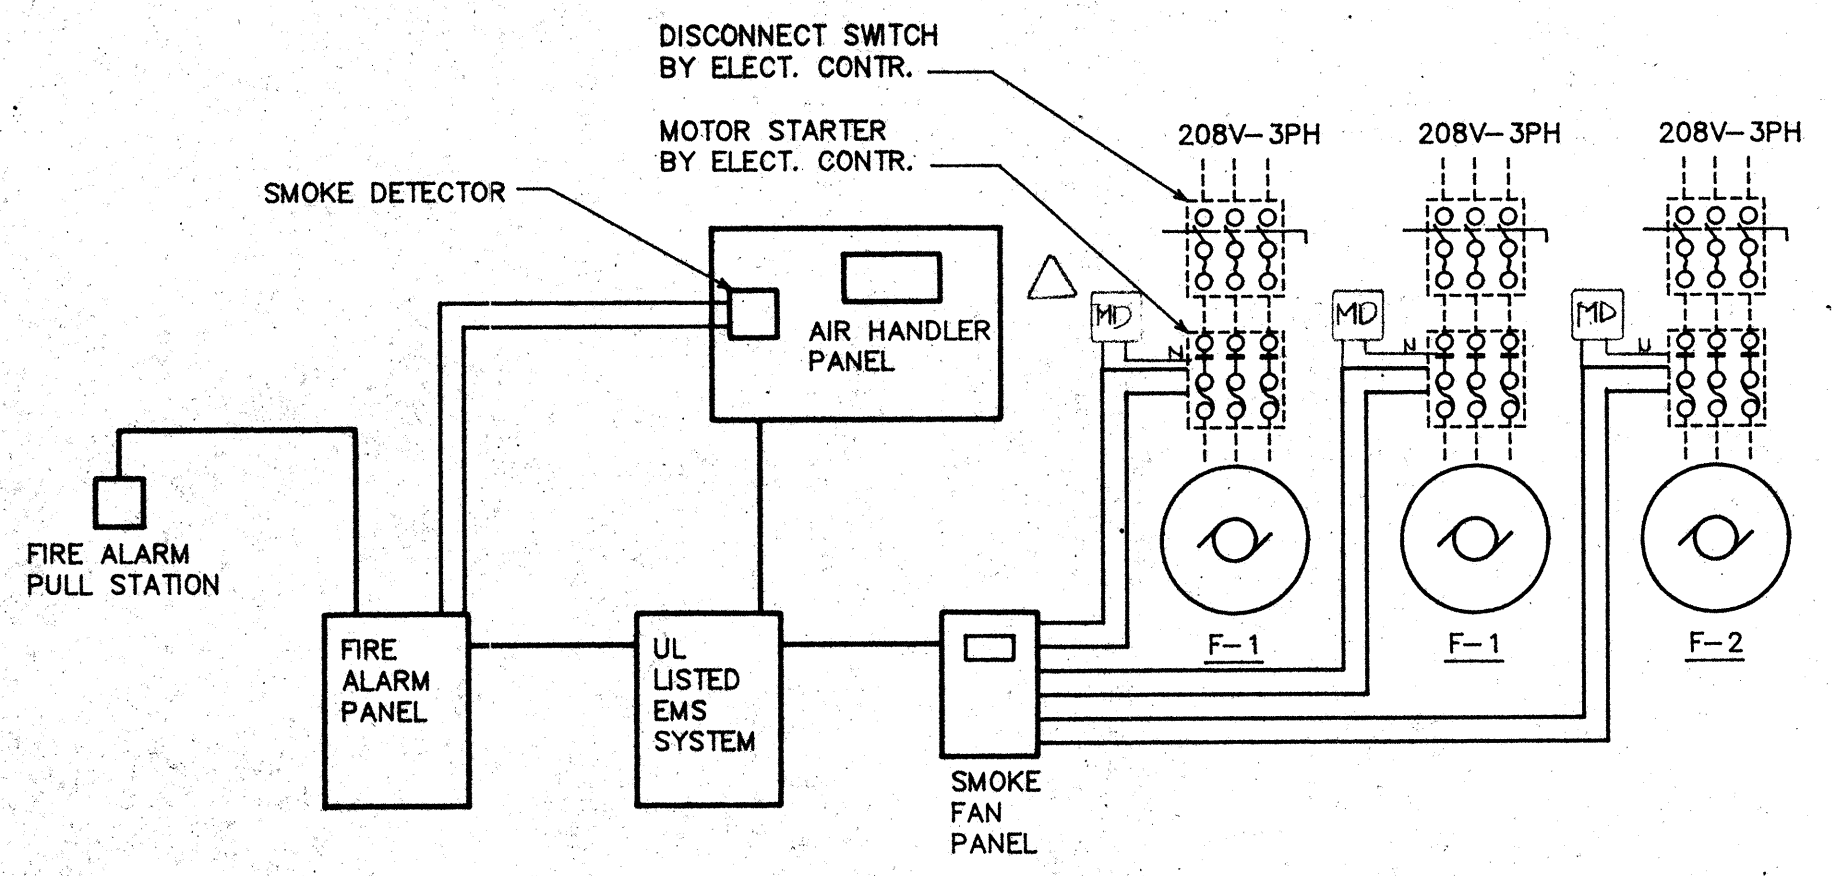 DISCONNECT SWITCH
BY ELECT. CONTR.
MOTOR STARTER
BY ELECT. CONTR.
208V-3PH
208V-3PH
208V-3PH
SMOKE DETECTOR
AIR HANDLER
PANEL
MD
MD
MD
N
N
N
FIRE ALARM
PULL STATION
FIRE
ALARM
PANEL
UL
LISTED
EMS
SYSTEM
F-1
F-1
F-2
SMOKE
FAN
PANEL